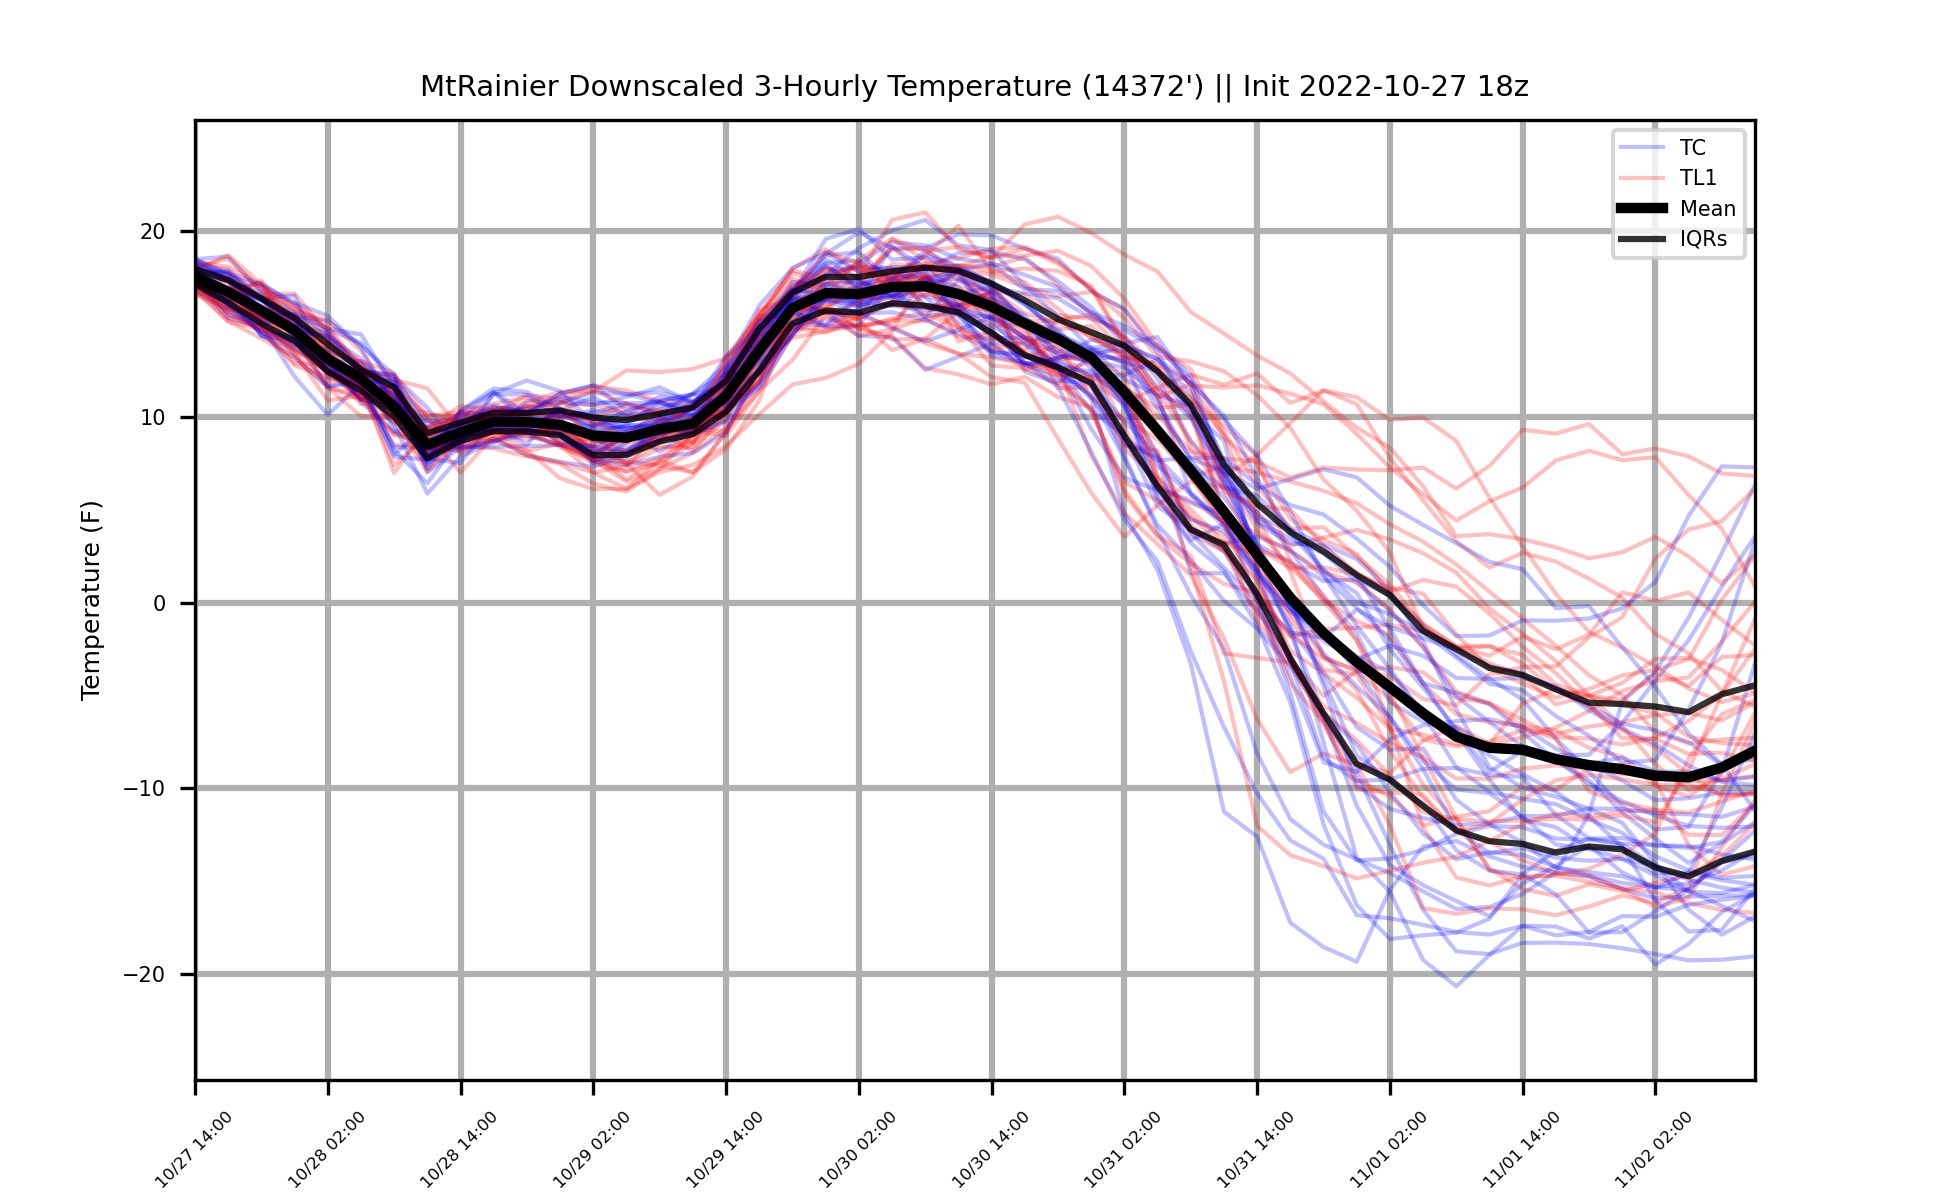 MtRainier Downscaled 3-Hourly Temperature (14372') || Init 2022-10-27 18z
TC
TL1
Mean
IQRs
Temperature (F)
20
10
0
−10
−20
10/27 14:00
10/28 02:00
10/28 14:00
10/29 02:00
10/29 14:00
10/30 02:00
10/30 14:00
10/31 02:00
10/31 14:00
11/01 02:00
11/01 14:00
11/02 02:00